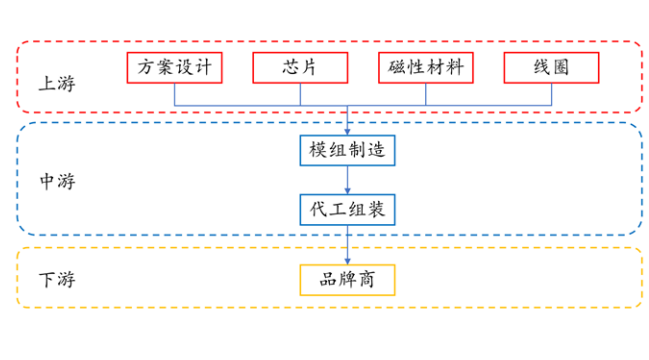 方案设计 芯片 磁性材料 线圈
上游
模组制造
中游
代工组装
下游 品牌商